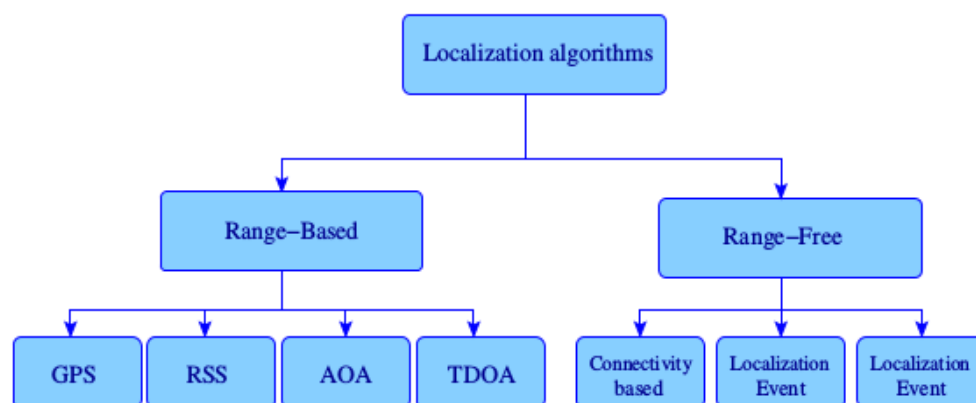 Localization algorithms
Range−Based
Range−Free
GPS
RSS
AOA
TDOA
Connectivity
based
Localization
Event
Localization
Event